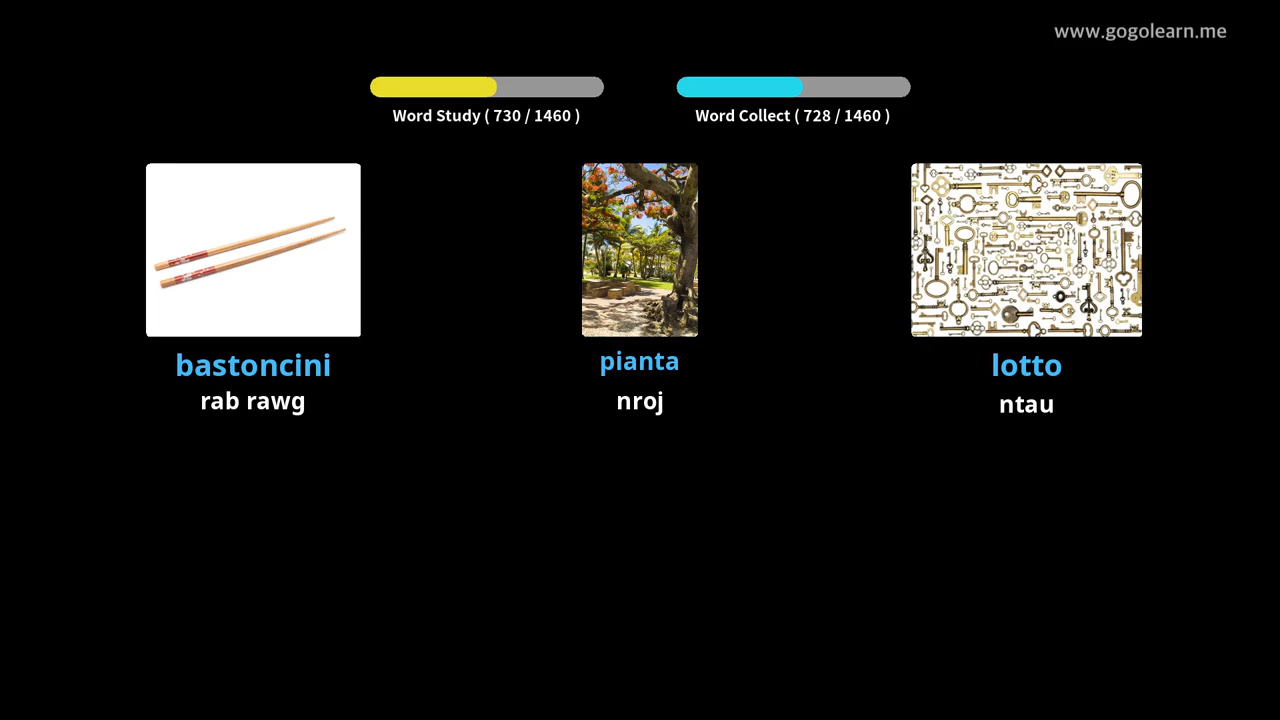 www.gogolearn.me
Word Study ( 730 / 1460 )
Word Collect ( 728 / 1460 )
bastoncini
rab rawg
pianta
nroj
lotto
ntau